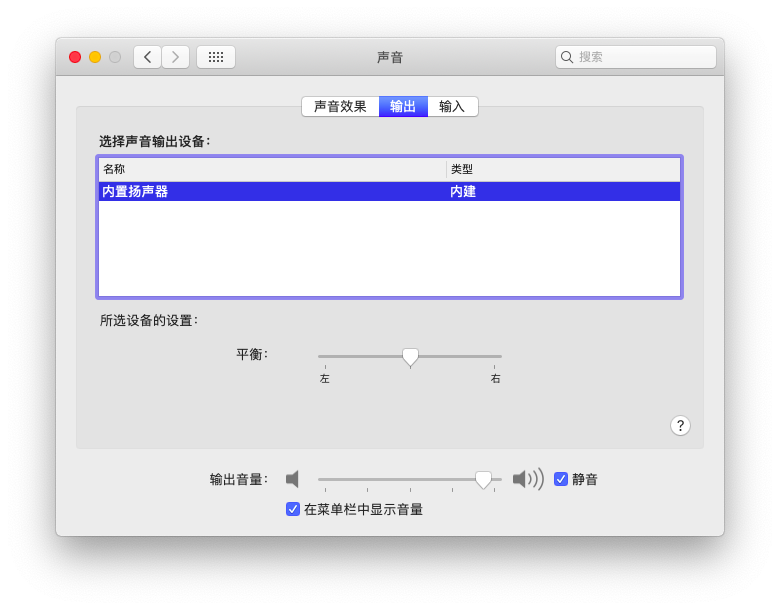 声音
搜索
声音效果 输出 输入
选择声音输出设备：
名称 类型
内置扬声器 内建
所选设备的设置：
平衡：
左 右
?
输出音量： 静音
在菜单栏中显示音量